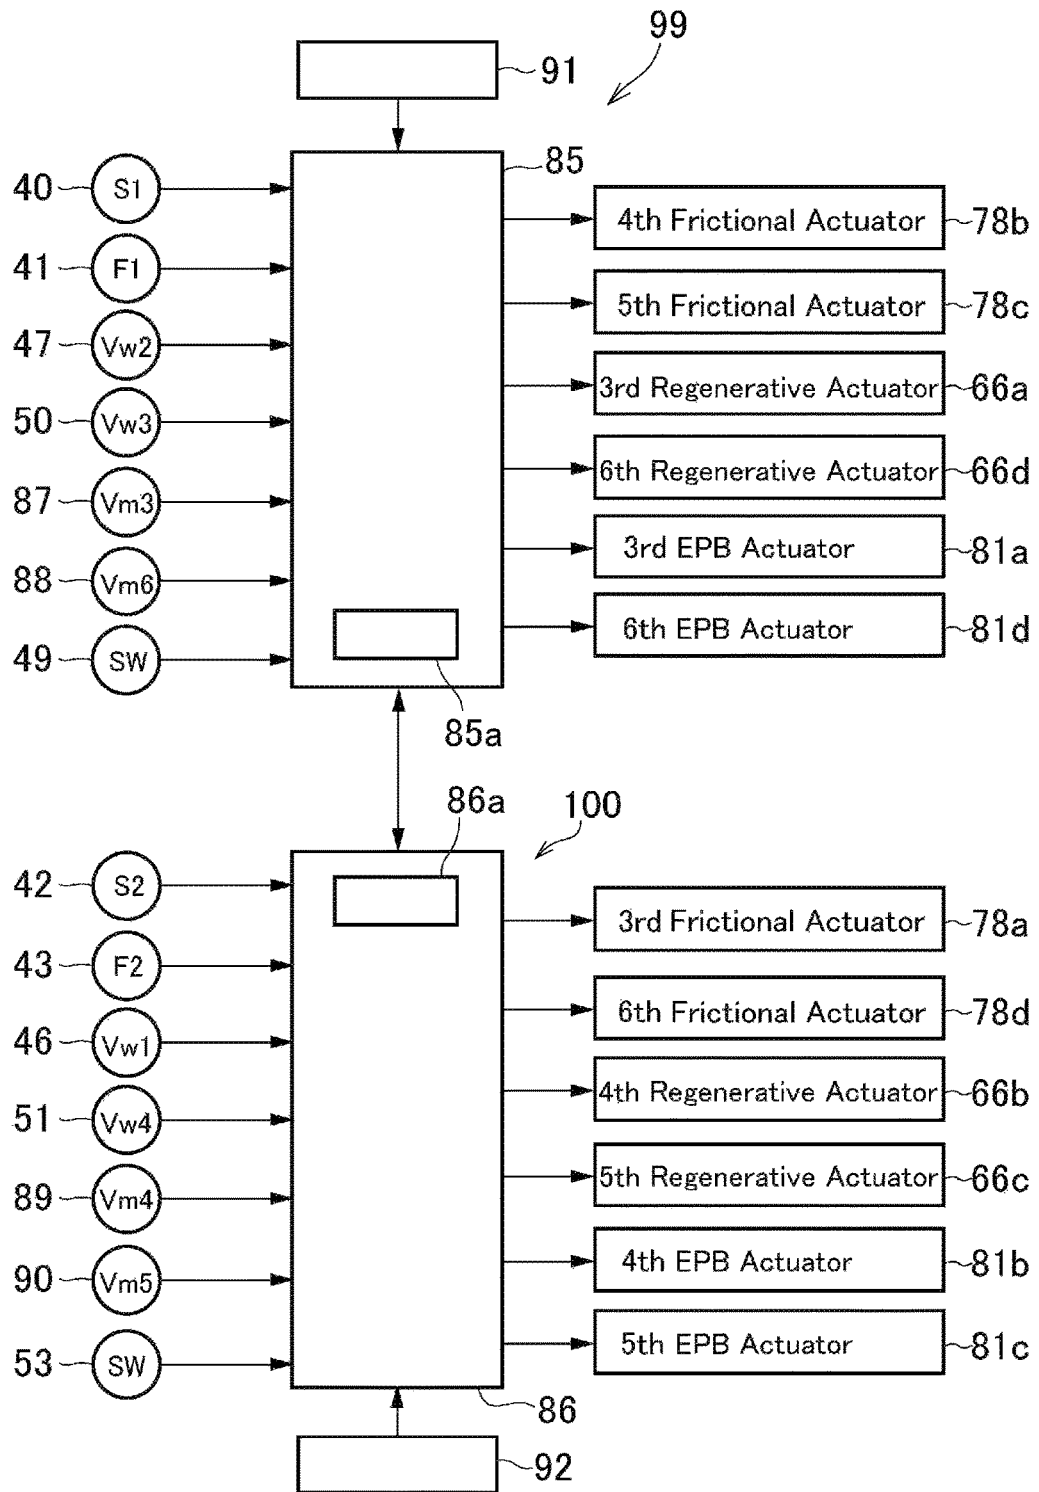 99
91
85
40 S1
4th Frictional Actuator 78b
41 F1
5th Frictional Actuator 78c
47 Vw2
3rd Regenerative Actuator 66a
50 Vw3
6th Regenerative Actuator 66d
87 Vm3
3rd EPB Actuator 81a
88 Vm6
6th EPB Actuator 81d
49 SW
85a
86a
100
42 S2
3rd Frictional Actuator 78a
43 F2
6th Frictional Actuator 78d
46 Vw1
4th Regenerative Actuator 66b
51 Vw4
5th Regenerative Actuator 66c
89 Vm4
4th EPB Actuator 81b
90 Vm5
5th EPB Actuator 81c
53 SW
86
92